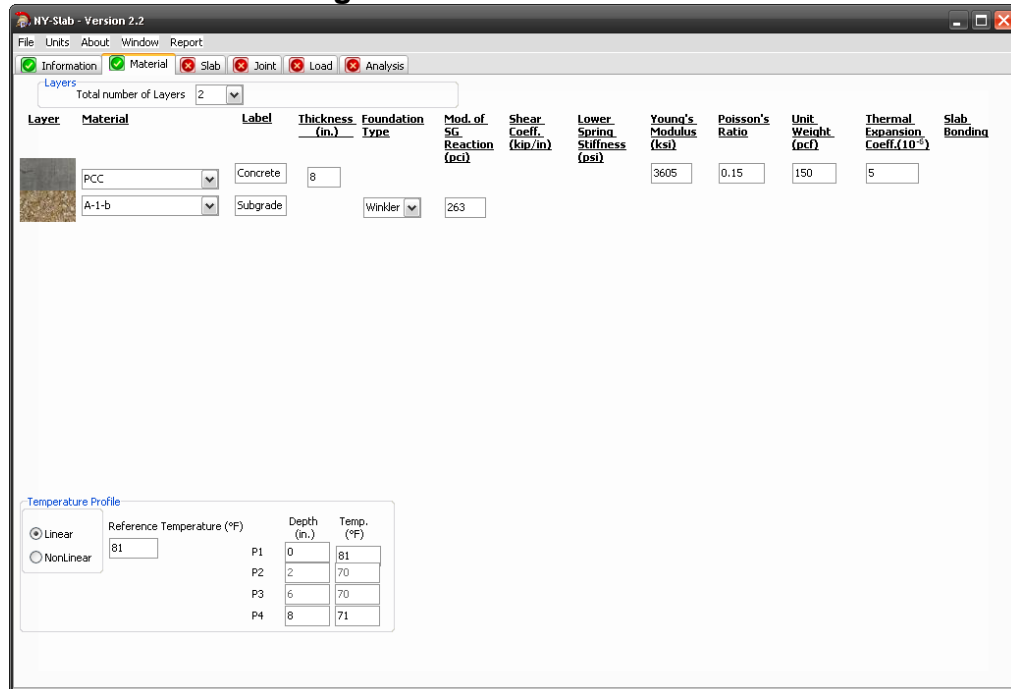 g
NY-Slab - Version 2.2
File Units About Window Report
Information Material Slab Joint Load Analysis
Layers
Total number of Layers 2
Layer Material Label Thickness (in.) Foundation Type Mod. of SG Reaction (pci) Shear Coeff. (kip/in) Lower Spring Stiffness (psi) Young's Modulus (ksi) Poisson's Ratio Unit Weight (pcf) Thermal Expansion Coeff.(10⁻⁶) Slab Bonding
PCC Concrete 8 3605 0.15 150 5
A-1-b Subgrade Winkler 263
Temperature Profile
Linear
NonLinear
Reference Temperature (°F)
81
Depth (in.) Temp. (°F)
P1 0 81
P2 2 70
P3 6 70
P4 8 71